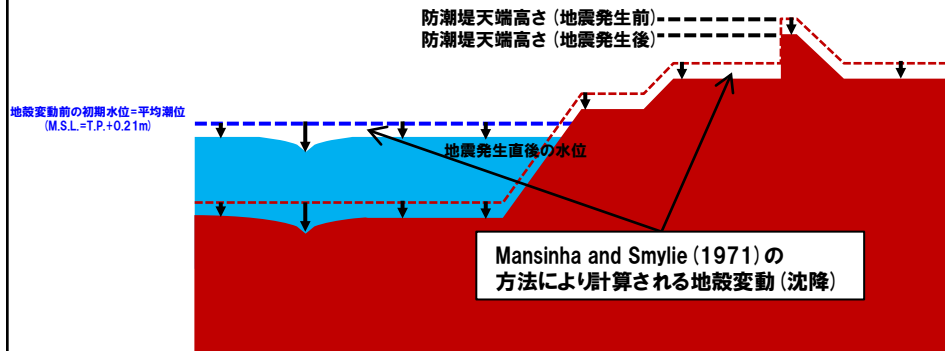 防潮堤天端高さ(地震発生前)
防潮堤天端高さ(地震発生後)
地殻変動前の初期水位=平均潮位
(M.S.L.=T.P.+0.21m)
地震発生直後の水位
Mansinha and Smylie(1971)の
方法により計算される地殻変動(沈降)